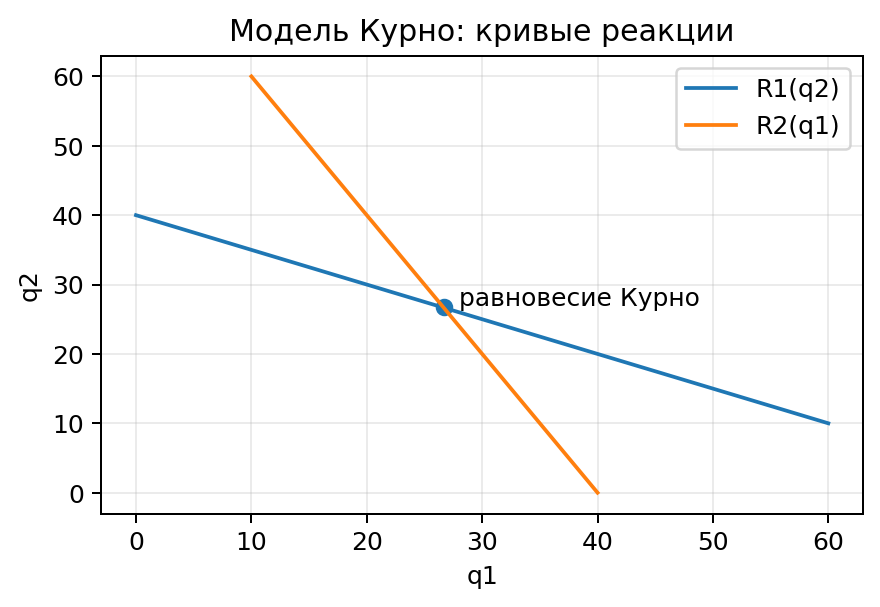 Модель Курно: кривые реакции
R1(q2)
R2(q1)
равновесие Курно
q2
60
50
40
30
20
10
0
0 10 20 30 40 50 60
q1